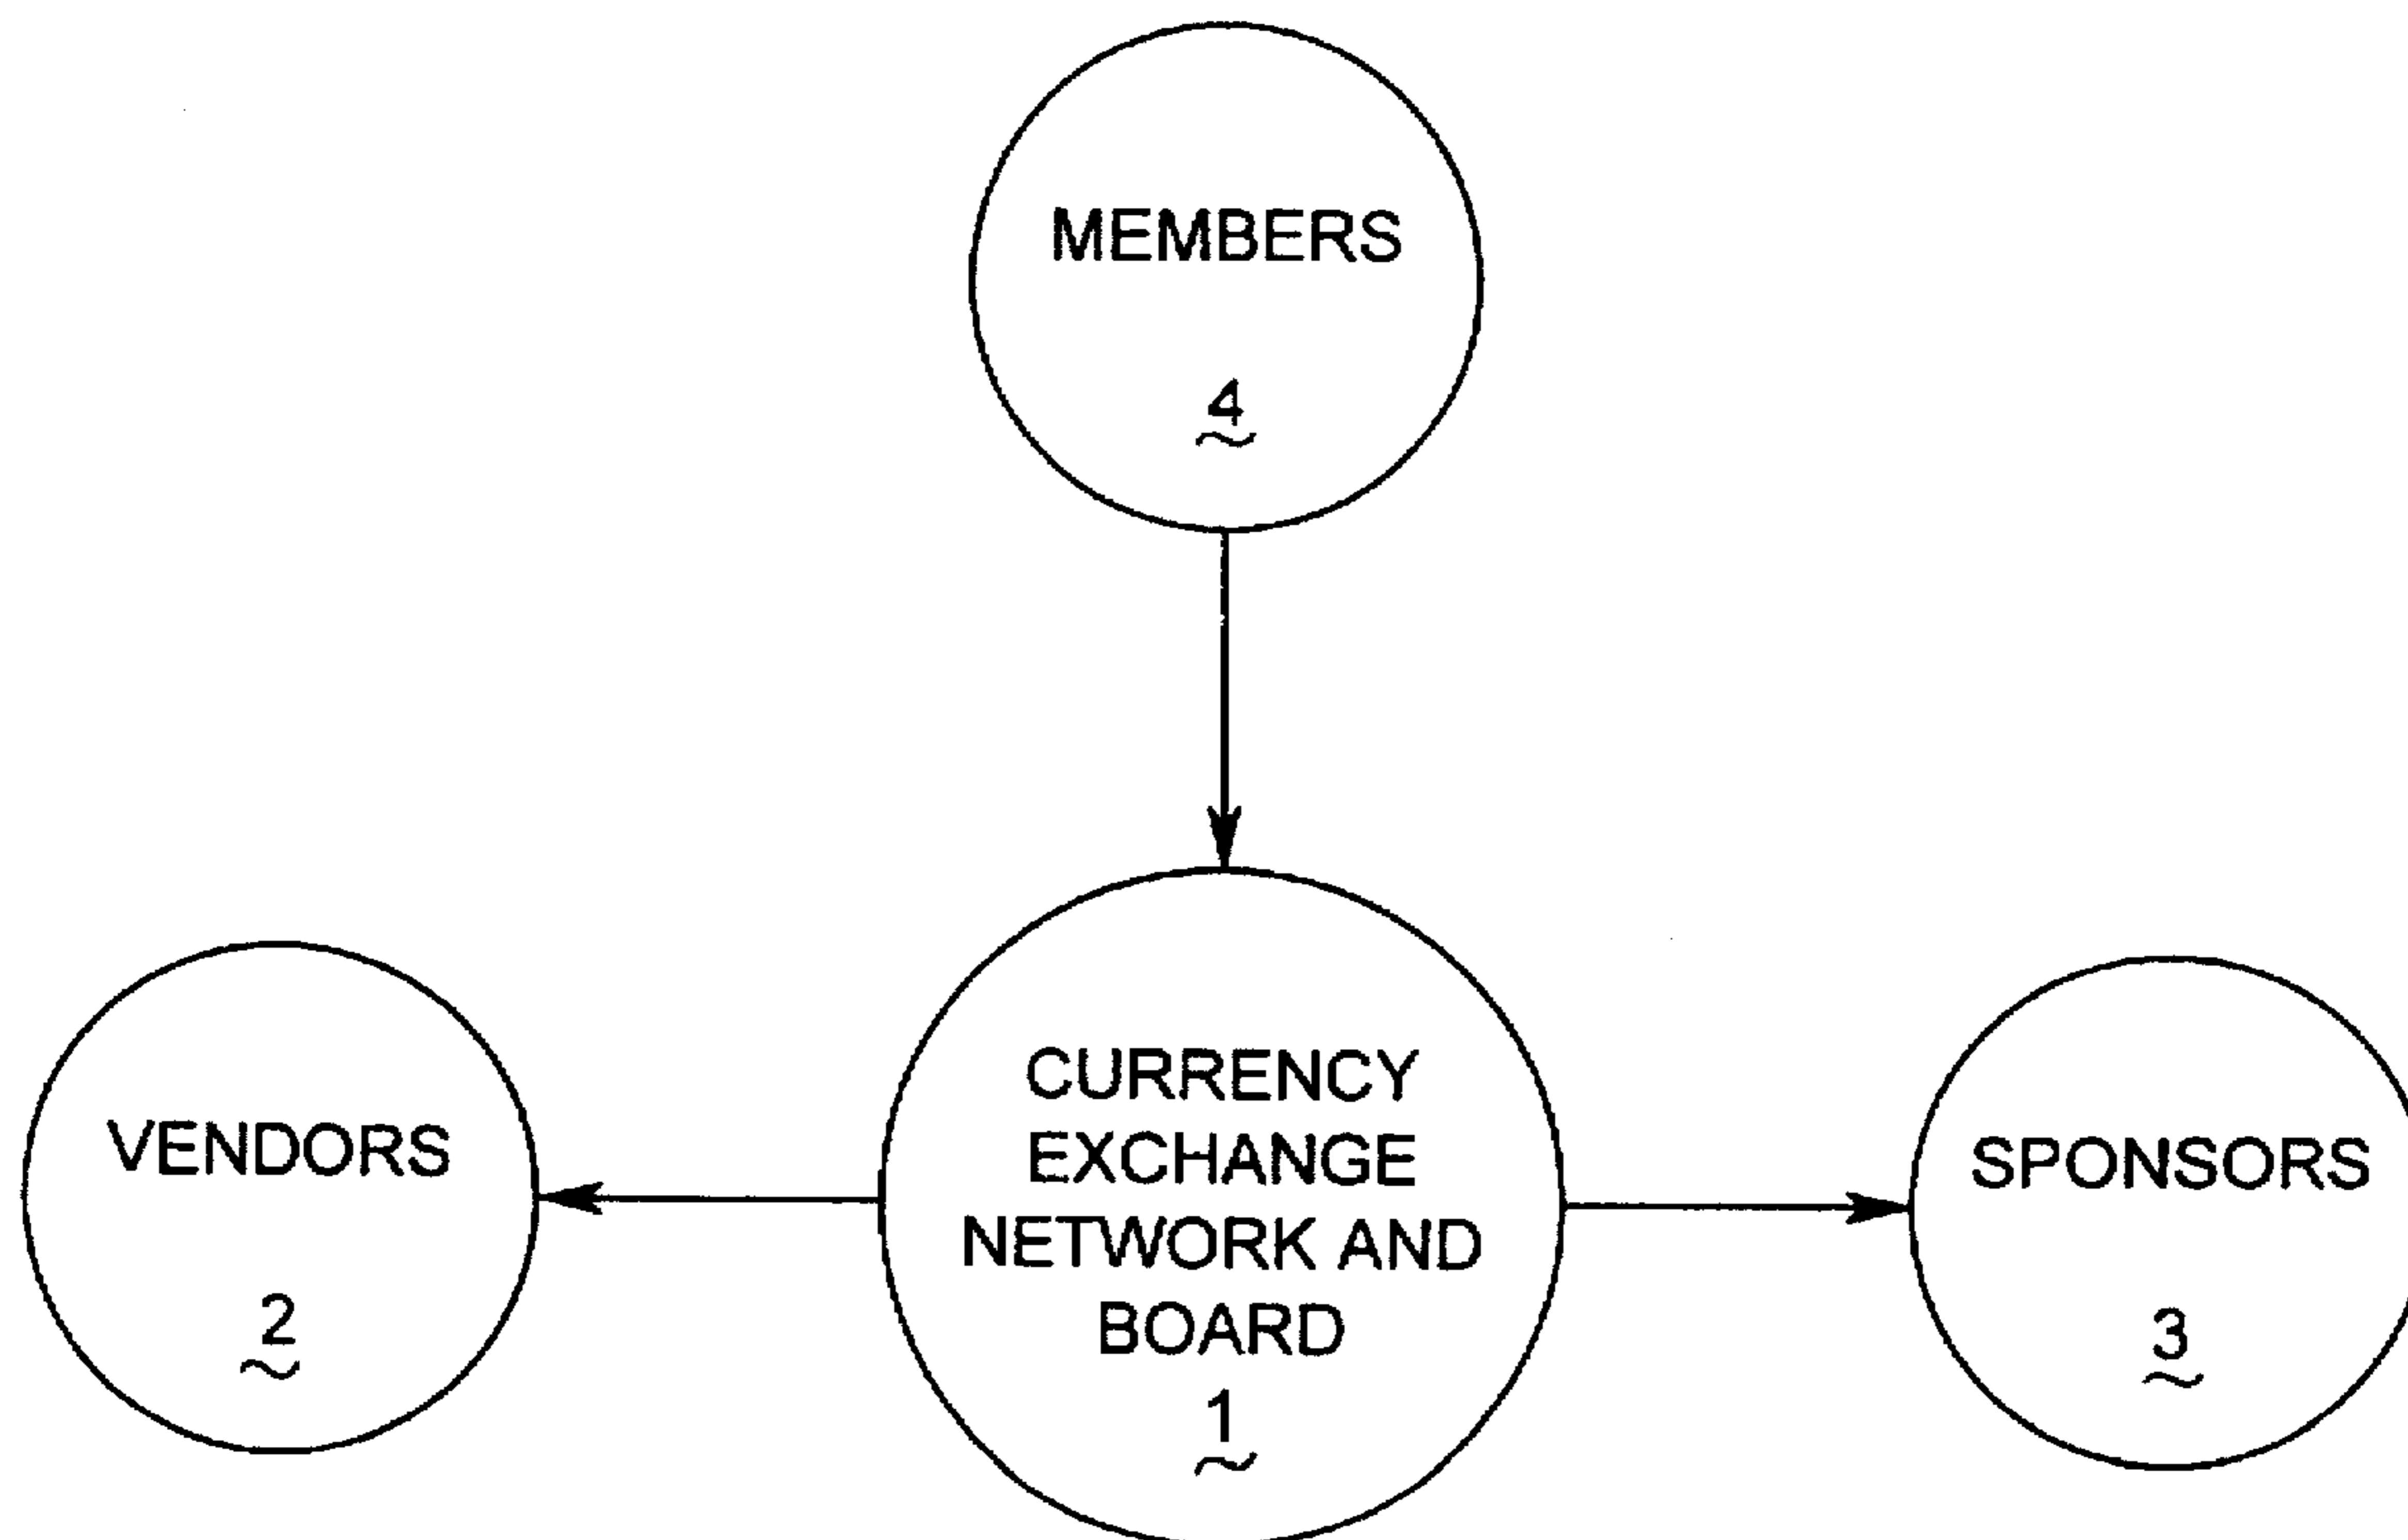 MEMBERS
4
VENDORS
2
CURRENCY
EXCHANGE
NETWORK AND
BOARD
1
SPONSORS
3